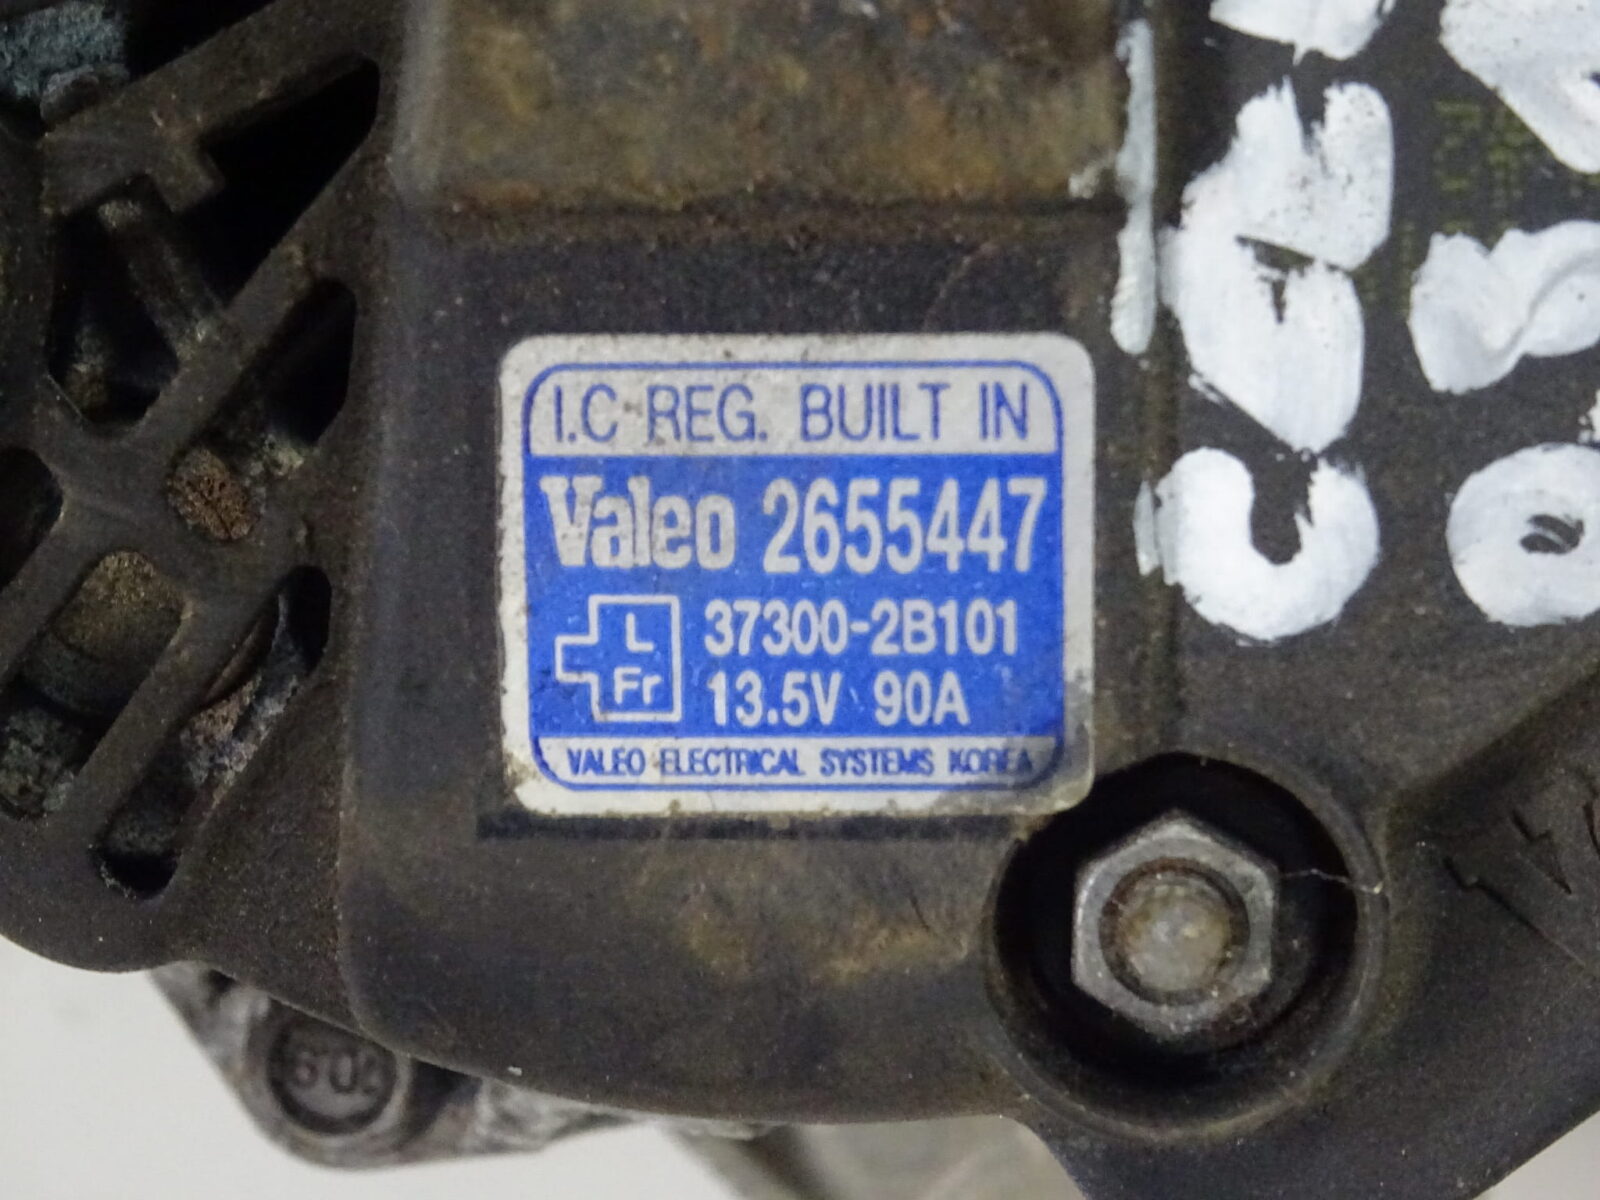 I.C REG. BUILT IN
Valeo 2655447
L
Fr
37300-2B101
13.5V 90A
VALEO ELECTRICAL SYSTEMS KOREA